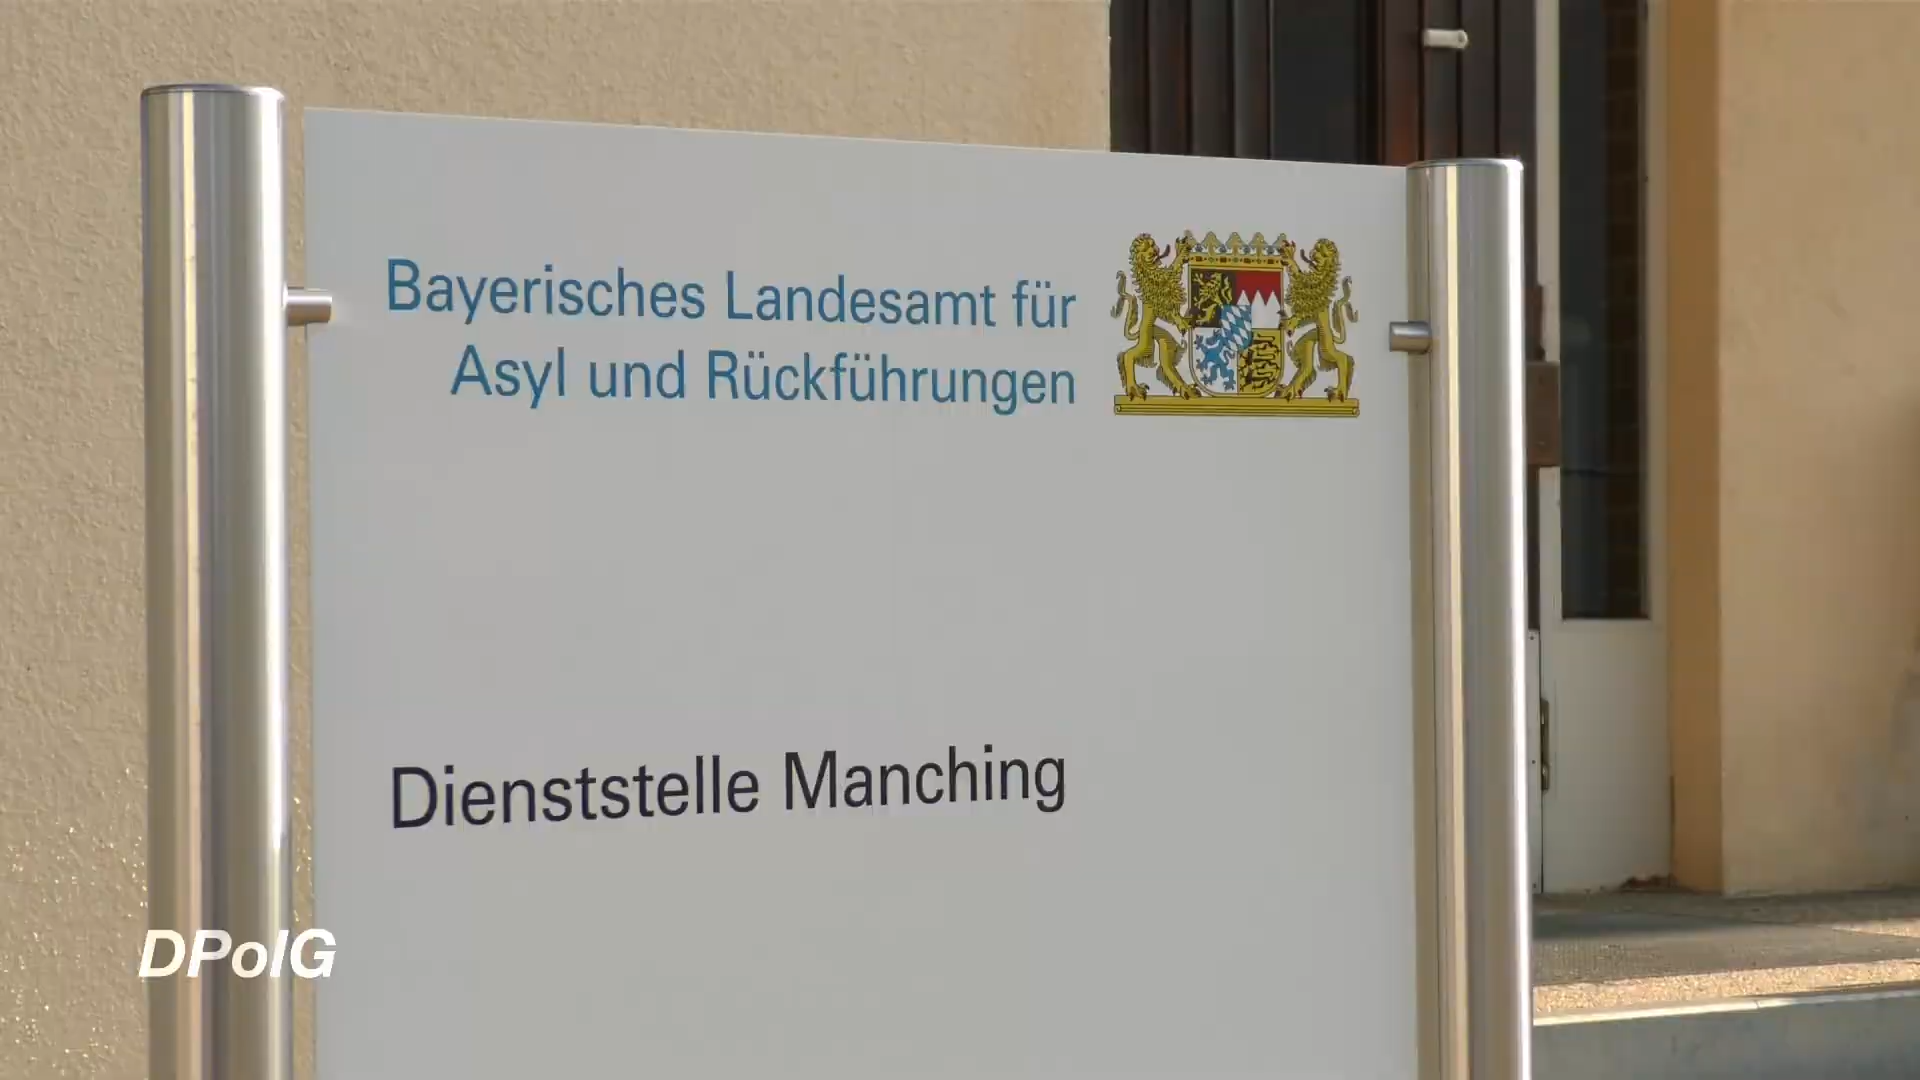 Bayerisches Landesamt für
Asyl und Rückführungen
Dienststelle Manching
DPolG